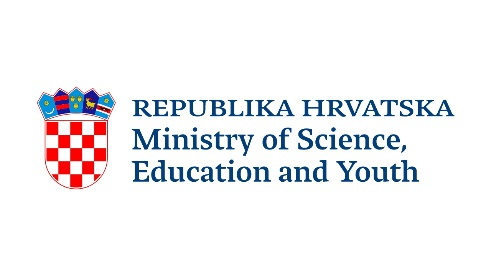 REPUBLIKA HRVATSKA
Ministry of Science,
Education and Youth